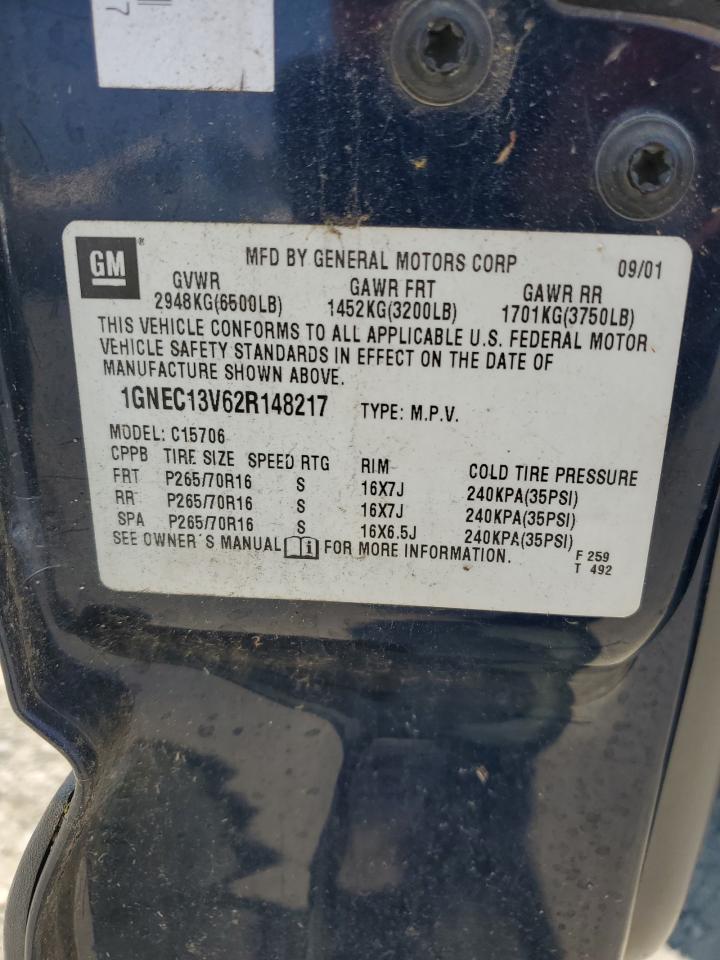 7
GM®
MFD BY GENERAL MOTORS CORP 09/01
GVWR GAWR FRT GAWR RR
2948KG(6500LB) 1452KG(3200LB) 1701KG(3750LB)
THIS VEHICLE CONFORMS TO ALL APPLICABLE U.S. FEDERAL MOTOR
VEHICLE SAFETY STANDARDS IN EFFECT ON THE DATE OF
MANUFACTURE SHOWN ABOVE.
1GNEC13V62R148217 TYPE: M.P.V.
MODEL: C15706
CPPB TIRE SIZE SPEED RTG RIM COLD TIRE PRESSURE
FRT P265/70R16 S 16X7J 240KPA(35PSI)
RR P265/70R16 S 16X7J 240KPA(35PSI)
SPA P265/70R16 S 16X6.5J 240KPA(35PSI)
SEE OWNER'S MANUAL i FOR MORE INFORMATION.
F 259
T 492